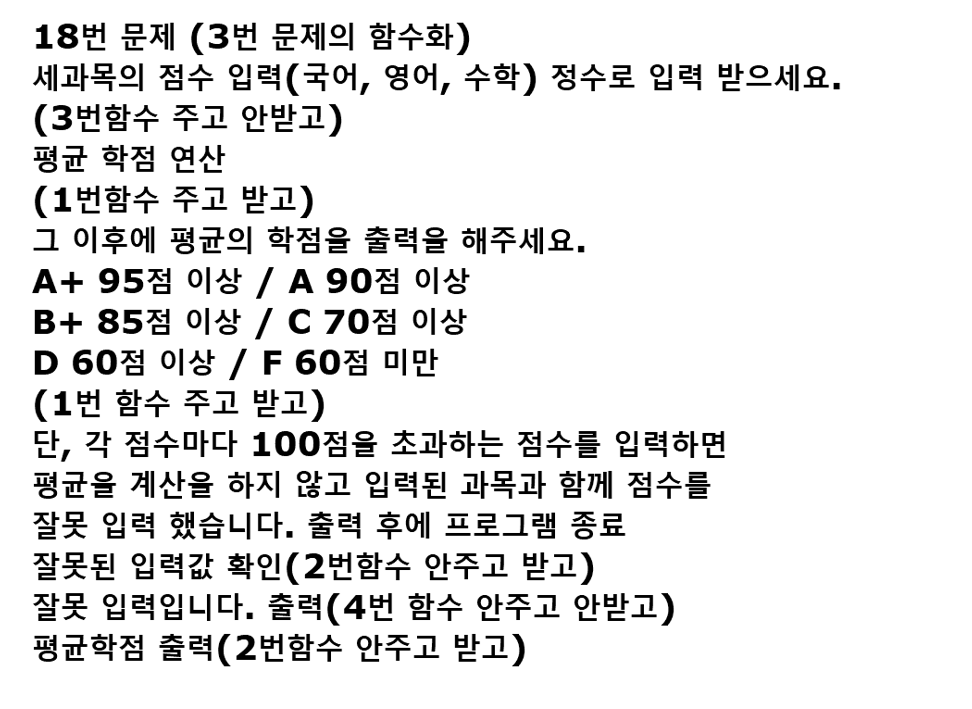 18번 문제 (3번 문제의 함수화)
세과목의 점수 입력(국어, 영어, 수학) 정수로 입력 받으세요.
(3번함수 주고 안받고)
평균 학점 연산
(1번함수 주고 받고)
그 이후에 평균의 학점을 출력을 해주세요.
A+ 95점 이상 / A 90점 이상
B+ 85점 이상 / C 70점 이상
D 60점 이상 / F 60점 미만
(1번 함수 주고 받고)
단, 각 점수마다 100점을 초과하는 점수를 입력하면
평균을 계산을 하지 않고 입력된 과목과 함께 점수를
잘못 입력 했습니다. 출력 후에 프로그램 종료
잘못된 입력값 확인(2번함수 안주고 받고)
잘못 입력입니다. 출력(4번 함수 안주고 안받고)
평균학점 출력(2번함수 안주고 받고)